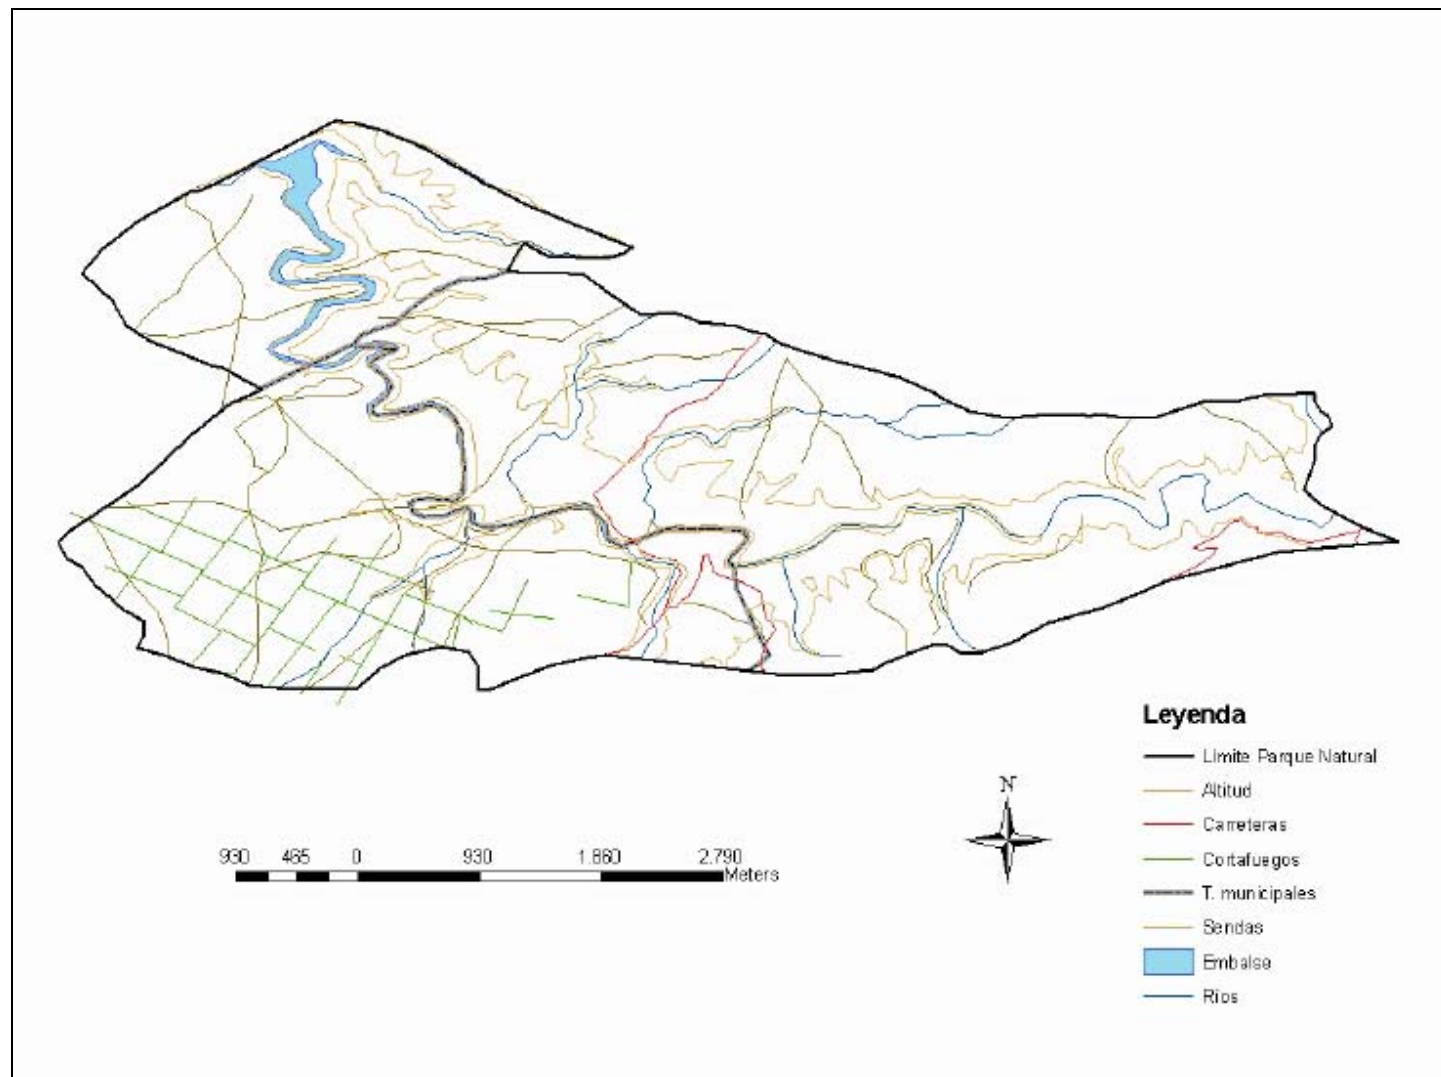 Leyenda
Límite Parque Natural
Altitud
Carreteras
Cortafuegos
T. municipales
Sendas
Embalse
Ríos
N
930 465 0 930 1.860 2.790
Meters